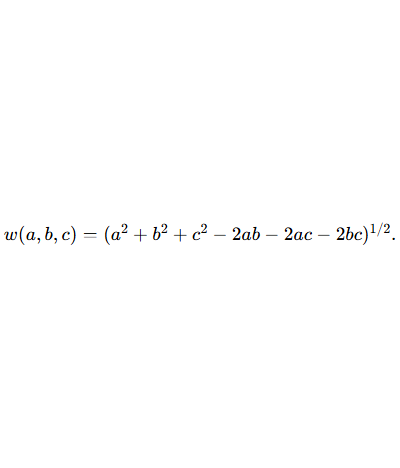 w(a, b, c) = (a² + b² + c² − 2ab − 2ac − 2bc)^{1/2}.